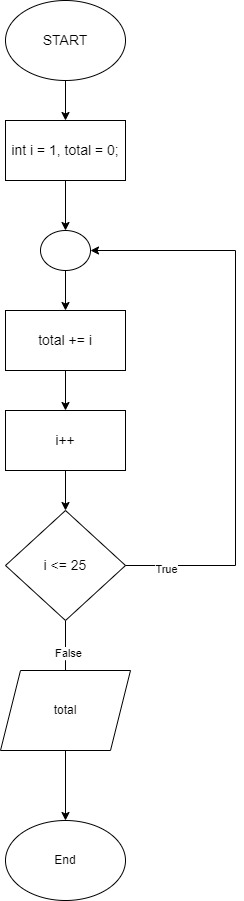 START
int i = 1, total = 0;
total += i
i++
i <= 25
True
False
total
End